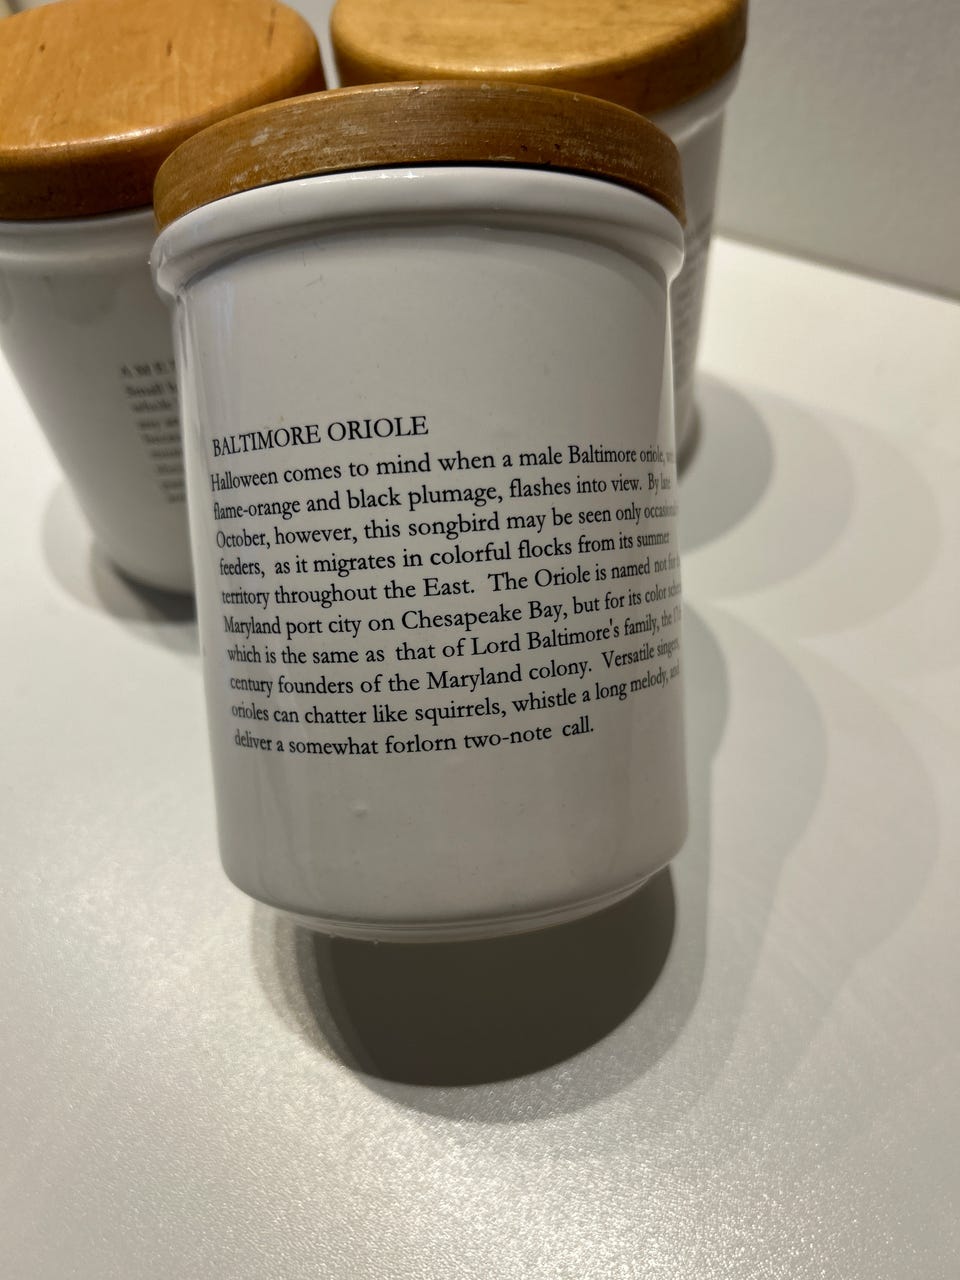 BALTIMORE ORIOLE
Halloween comes to mind when a male Baltimore oriole,
flame-orange and black plumage, flashes into view. By late
October, however, this songbird may be seen only
feeders, as it migrates in colorful flocks from its summer
territory throughout the East. The Oriole is named not for the
Maryland port city on Chesapeake Bay, but for its color
which is the same as that of Lord Baltimore's family, the
century founders of the Maryland colony. Versatile singers,
orioles can chatter like squirrels, whistle a long melody, and
deliver a somewhat forlorn two-note call.